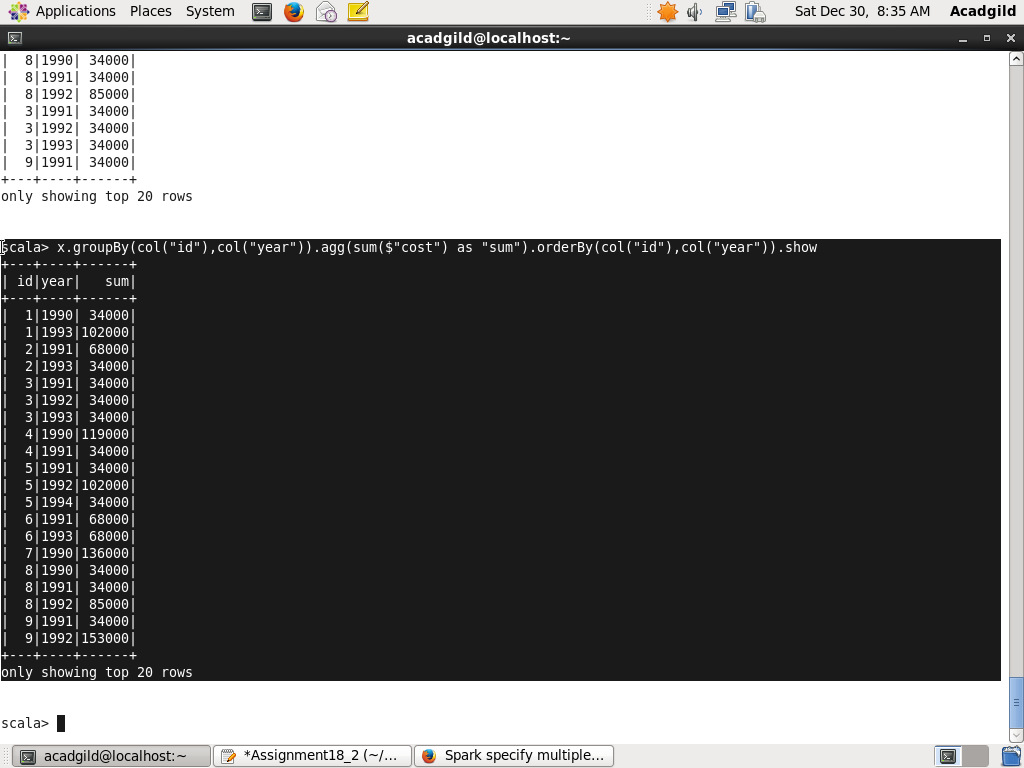 Applications Places System Sat Dec 30, 8:35 AM Acadgild
acadgild@localhost:~
|  8|1990| 34000|
|  8|1991| 34000|
|  8|1992| 85000|
|  3|1991| 34000|
|  3|1992| 34000|
|  3|1993| 34000|
|  9|1991| 34000|
+---+----+------+
only showing top 20 rows
scala> x.groupBy(col("id"),col("year")).agg(sum($"cost") as "sum").orderBy(col("id"),col("year")).show
+---+----+------+
| id|year|   sum|
+---+----+------+
|  1|1990| 34000|
|  1|1993|102000|
|  2|1991| 68000|
|  2|1993| 34000|
|  3|1991| 34000|
|  3|1992| 34000|
|  3|1993| 34000|
|  4|1990|119000|
|  4|1991| 34000|
|  5|1991| 34000|
|  5|1992|102000|
|  5|1994| 34000|
|  6|1991| 68000|
|  6|1993| 68000|
|  7|1990|136000|
|  8|1990| 34000|
|  8|1991| 34000|
|  8|1992| 85000|
|  9|1991| 34000|
|  9|1992|153000|
+---+----+------+
only showing top 20 rows
scala>
acadgild@localhost:~ *Assignment18_2 (~/... Spark specify multiple...